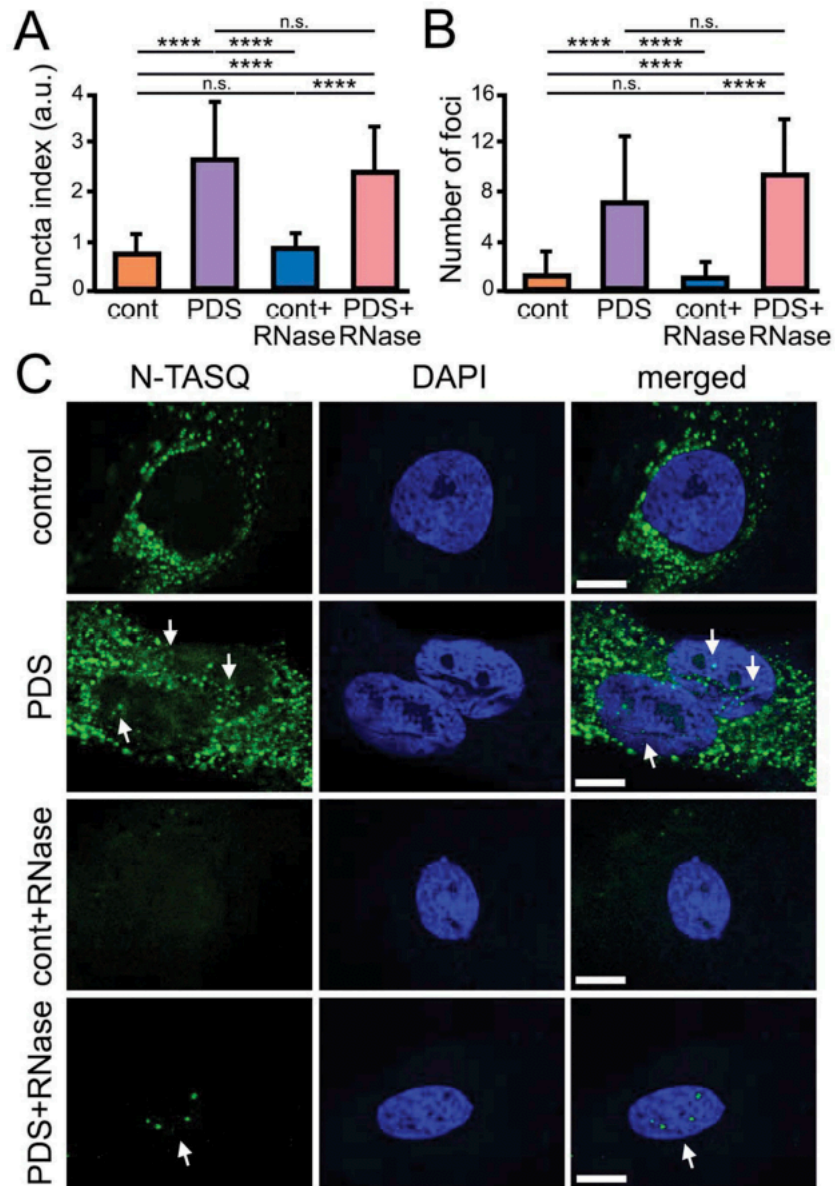 A
n.s.
**** ****
****
n.s. ****
Puncta index (a.u.)
4
3
2
1
0
cont
PDS
cont+
RNase
PDS+
RNase
B
n.s.
**** ****
****
n.s. ****
Number of foci
16
12
8
4
0
cont
PDS
cont+
RNase
PDS+
RNase
C
N-TASQ DAPI merged
control
PDS
cont+RNase
PDS+RNase